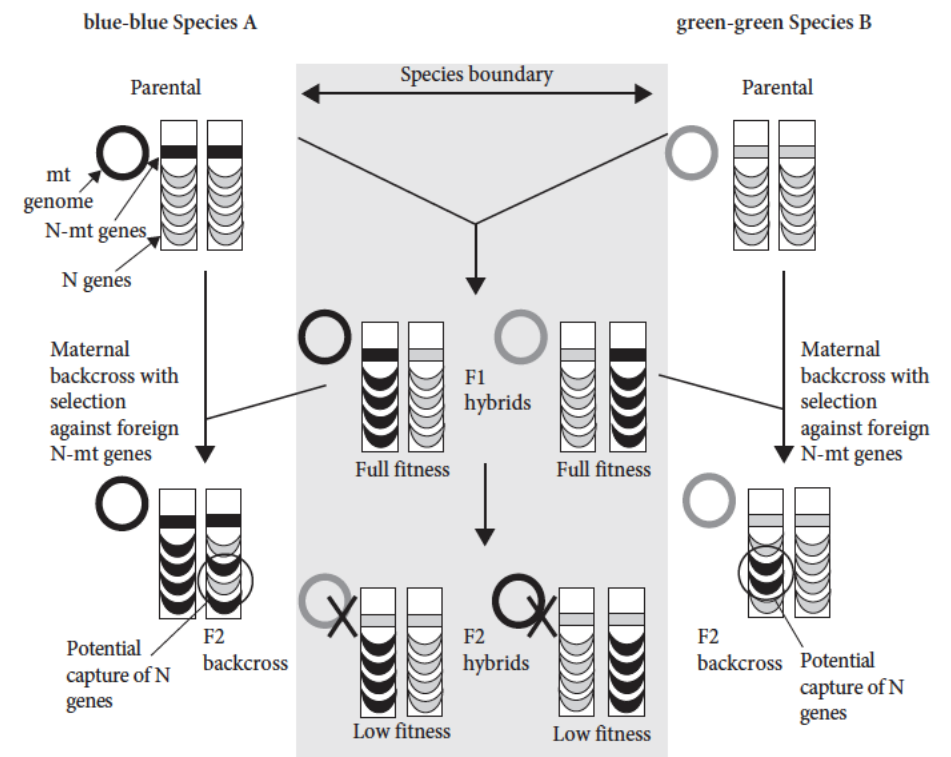 blue-blue Species A
green-green Species B
Species boundary
Parental
Parental
mt
genome
N-mt genes
N genes
Maternal
backcross with
selection
against foreign
N-mt genes
F1
hybrids
Maternal
backcross with
selection
against foreign
N-mt genes
Full fitness
Full fitness
Potential
capture of N
genes
F2
backcross
F2
hybrids
F2
backcross
Potential
capture of N
genes
Low fitness
Low fitness